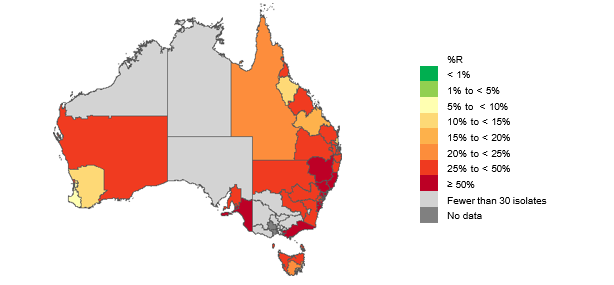 %R
< 1%
1% to < 5%
5% to < 10%
10% to < 15%
15% to < 20%
20% to < 25%
25% to < 50%
≥ 50%
Fewer than 30 isolates
No data